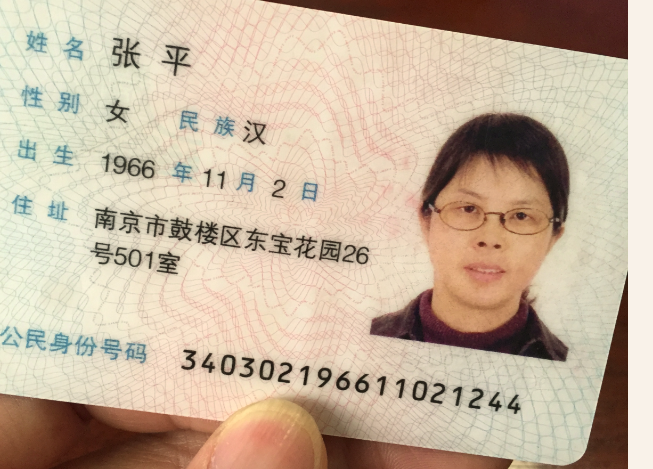 姓名 张平
性别 女 民族 汉
出生 1966 年 11 月 2 日
住址 南京市鼓楼区东宝花园26
号501室
公民身份号码 340302196611021244